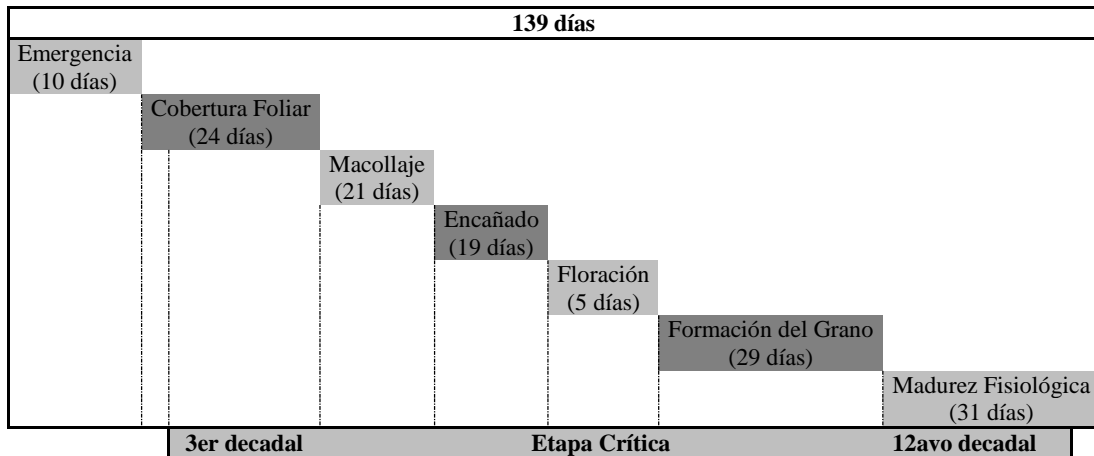 139 días
Emergencia
(10 días)
Cobertura Foliar
(24 días)
Macollaje
(21 días)
Encañado
(19 días)
Floración
(5 días)
Formación del Grano
(29 días)
Madurez Fisiológica
(31 días)
3er decadal Etapa Crítica 12avo decadal